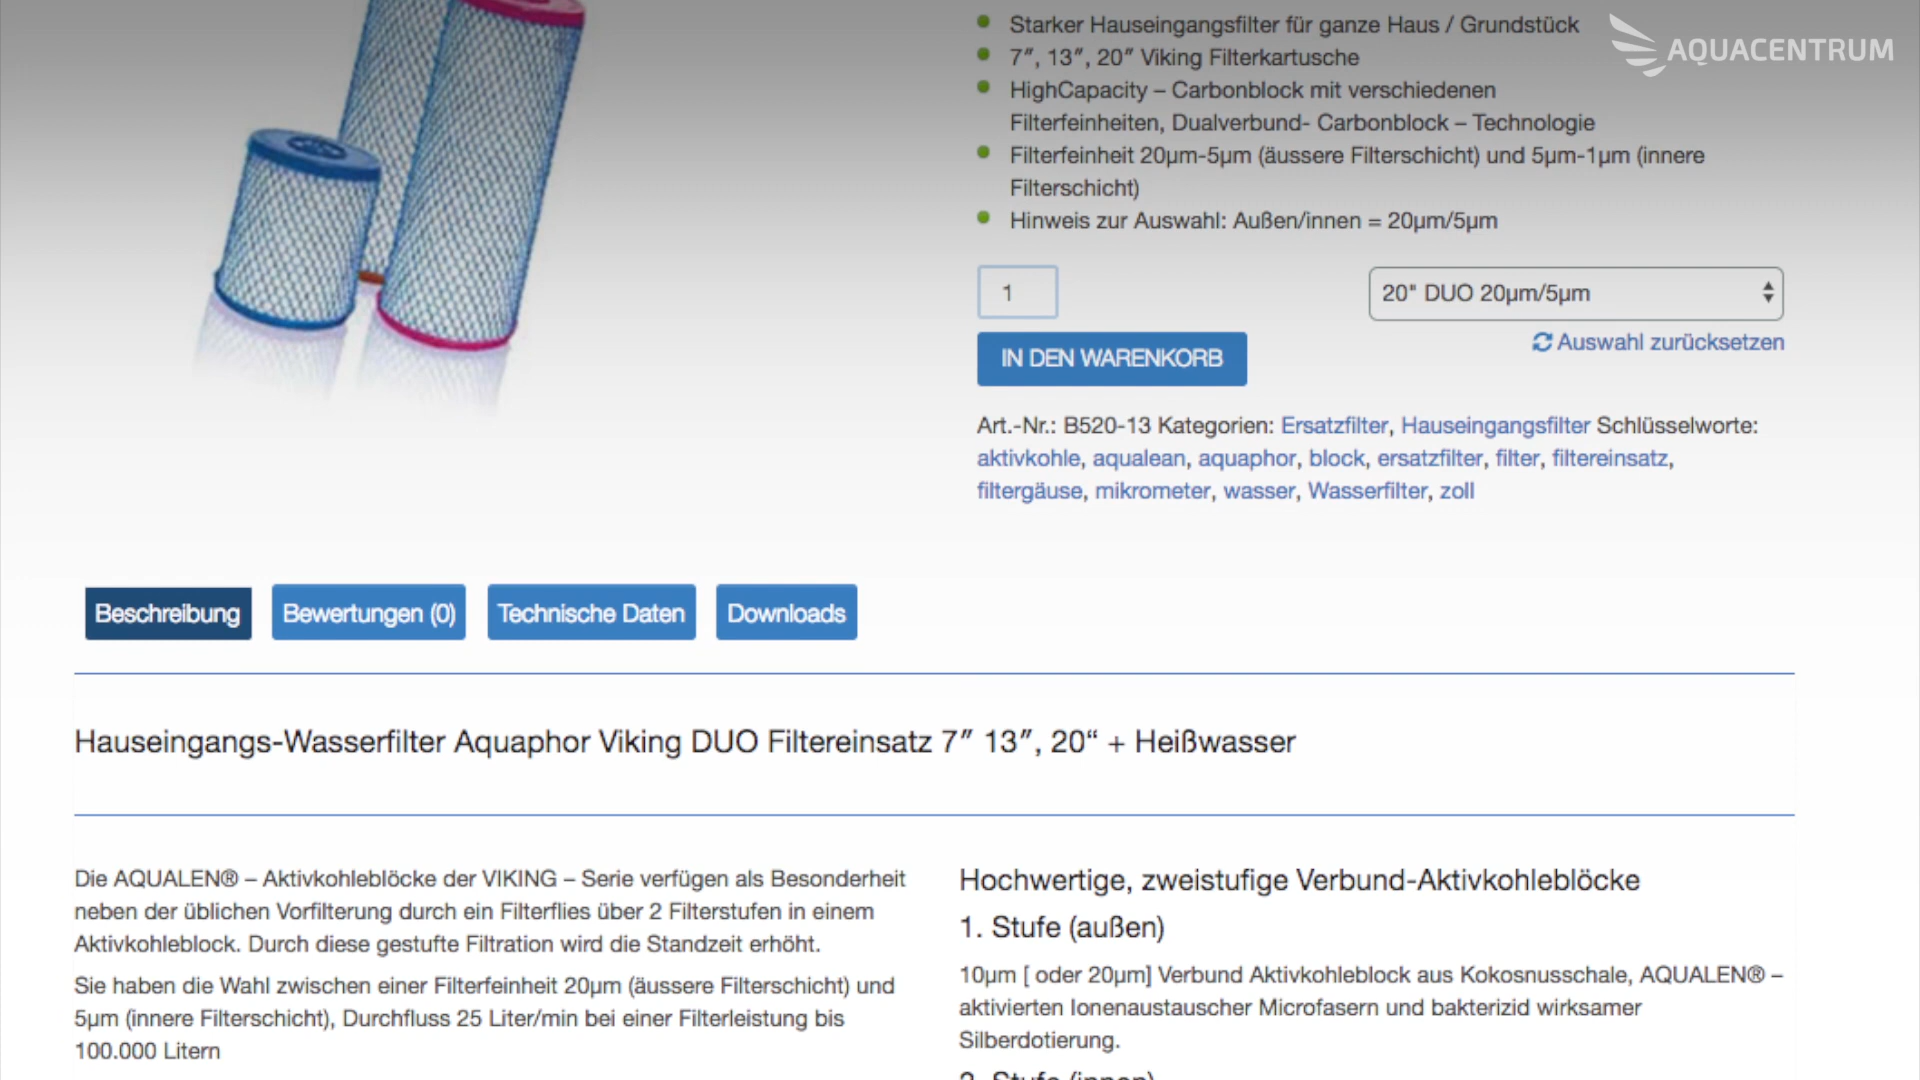 Starker Hauseingangsfilter für ganze Haus / Grundstück
AQUACENTRUM
7″, 13″, 20″ Viking Filterkartusche
HighCapacity – Carbonblock mit verschiedenen
Filterfeinheiten, Dualverbund- Carbonblock – Technologie
Filterfeinheit 20µm-5µm (äussere Filterschicht) und 5µm-1µm (innere
Filterschicht)
Hinweis zur Auswahl: Außen/innen = 20µm/5µm
1
20" DUO 20µm/5µm
Auswahl zurücksetzen
IN DEN WARENKORB
Art.-Nr.: B520-13 Kategorien: Ersatzfilter, Hauseingangsfilter Schlüsselworte:
aktivkohle, aqualean, aquaphor, block, ersatzfilter, filter, filtereinsatz,
filtergäuse, mikrometer, wasser, Wasserfilter, zoll
Beschreibung
Bewertungen (0)
Technische Daten
Downloads
Hauseingangs-Wasserfilter Aquaphor Viking DUO Filtereinsatz 7″ 13″, 20“ + Heißwasser
Die AQUALEN® – Aktivkohleblöcke der VIKING – Serie verfügen als Besonderheit
neben der üblichen Vorfilterung durch ein Filterflies über 2 Filterstufen in einem
Aktivkohleblock. Durch diese gestufte Filtration wird die Standzeit erhöht.
Sie haben die Wahl zwischen einer Filterfeinheit 20µm (äussere Filterschicht) und
5µm (innere Filterschicht), Durchfluss 25 Liter/min bei einer Filterleistung bis
100.000 Litern
Hochwertige, zweistufige Verbund-Aktivkohleblöcke
1. Stufe (außen)
10µm [ oder 20µm] Verbund Aktivkohleblock aus Kokosnusschale, AQUALEN® –
aktivierten Ionenaustauscher Microfasern und bakterizid wirksamer
Silberdotierung.
2. Stufe (innen)